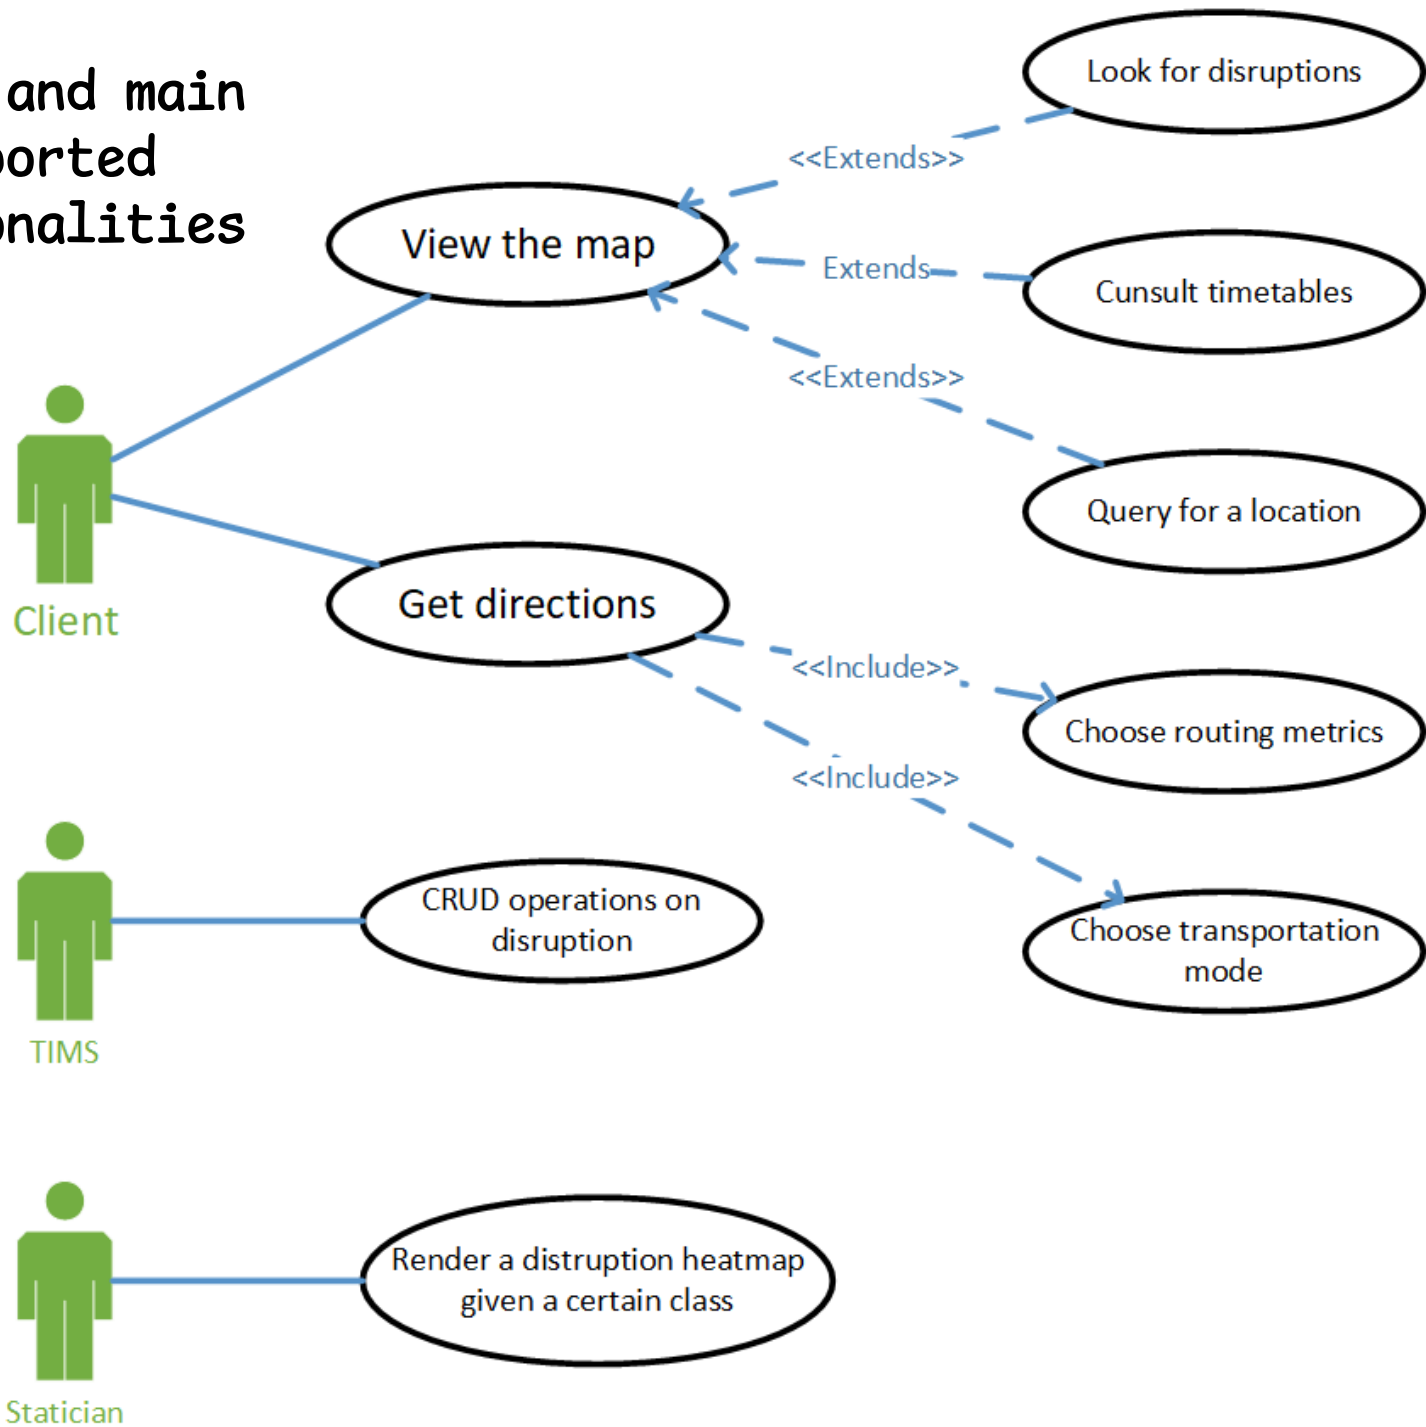 and main
ported
onalities
Look for disruptions
<<Extends>>
View the map
Extends
Cunsult timetables
<<Extends>>
Query for a location
Client
Get directions
<<Include>>
Choose routing metrics
<<Include>>
CRUD operations on
disruption
Choose transportation
mode
TIMS
Render a distruption heatmap
given a certain class
Statician